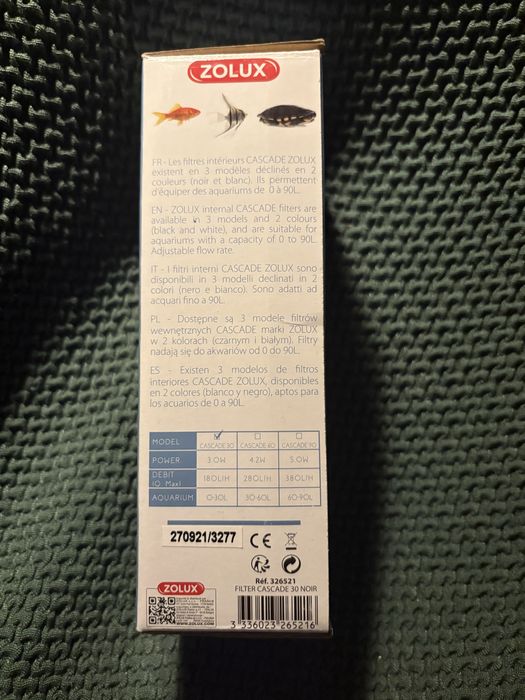 ZOLUX
FR - Les filtres intérieurs CASCADE ZOLUX
existent en 3 modèles déclinés en 2
couleurs (noir et blanc). Ils permettent
d'équiper des aquariums de 0 à 90L.
EN - ZOLUX internal CASCADE filters are
available in 3 models and 2 colours
(black and white), and are suitable for
aquariums with a capacity of 0 to 90L.
Adjustable flow rate.
IT - I filtri interni CASCADE ZOLUX sono
disponibili in 3 modelli declinati in 2
colori (nero e bianco). Sono adatti ad
acquari fino a 90L.
PL - Dostępne są 3 modele filtrów
wewnętrznych CASCADE marki ZOLUX
w 2 kolorach (czarnym i białym). Filtry
nadają się do akwariów od 0 do 90L.
ES - Existen 3 modelos de filtros
interiores CASCADE ZOLUX, disponibles
en 2 colores (blanco y negro), aptos para
los acuarios de 0 a 90L.
MODEL CASCADE 30 CASCADE 60 CASCADE 90
POWER 3.0W 4.2W 5.0W
DEBIT (Q. Max) 180L/H 280L/H 380L/H
AQUARIUM 0-30L 30-60L 60-90L
270921/3277 CE
Réf. 326521
FILTER CASCADE 30 NOIR
ZOLUX
WWW.ZOLUX.COM
3 336023 265216